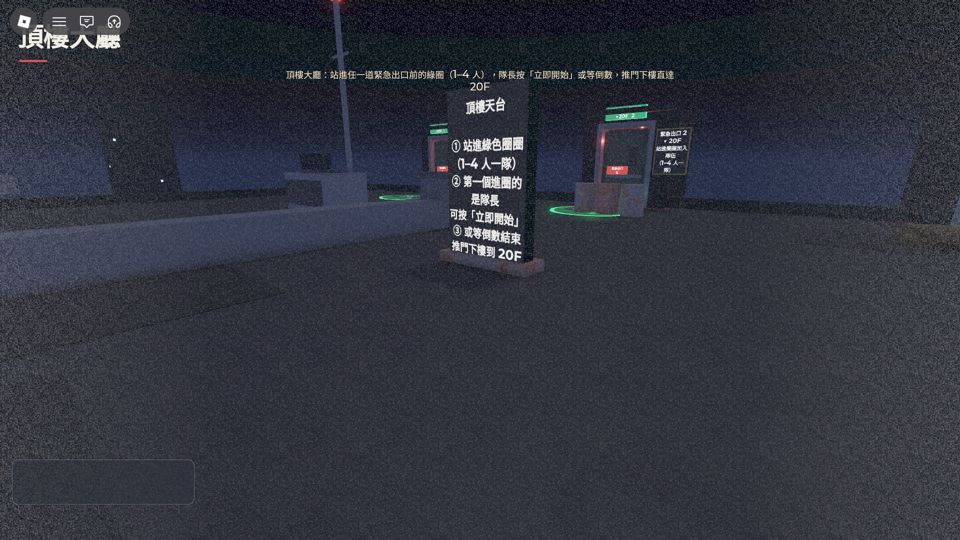 頂樓大廳
頂樓大廳：站進任一道緊急出口前的綠圈（1–4 人），隊長按「立即開始」或等倒數，推門下樓直達
20F
頂樓天台
① 站進綠色圈圈
（1–4 人一隊）
② 第一個進圈的
是隊長
可按「立即開始」
③ 或等倒數結束
推門下樓到 20F
緊急出口 2
站進圈圈加入
隊伍
（1–4 人一
隊）